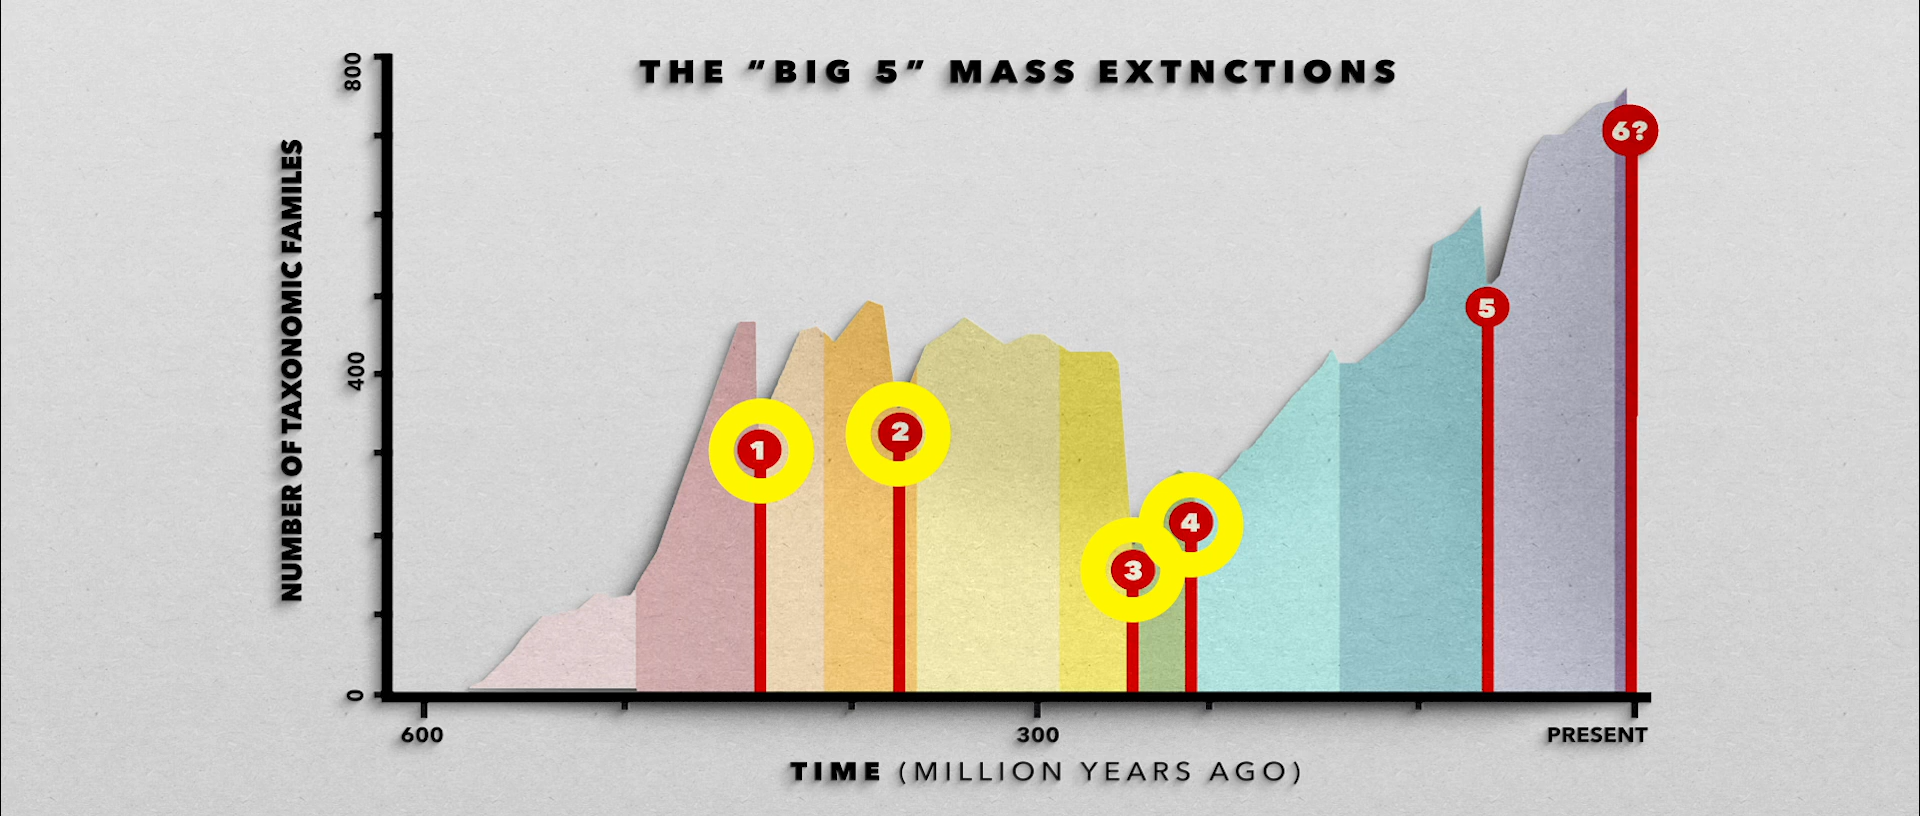 THE “BIG 5” MASS EXTNCTIONS
800
400
0
NUMBER OF TAXONOMIC FAMILES
1
2
3
4
5
6?
600
300
PRESENT
TIME (MILLION YEARS AGO)